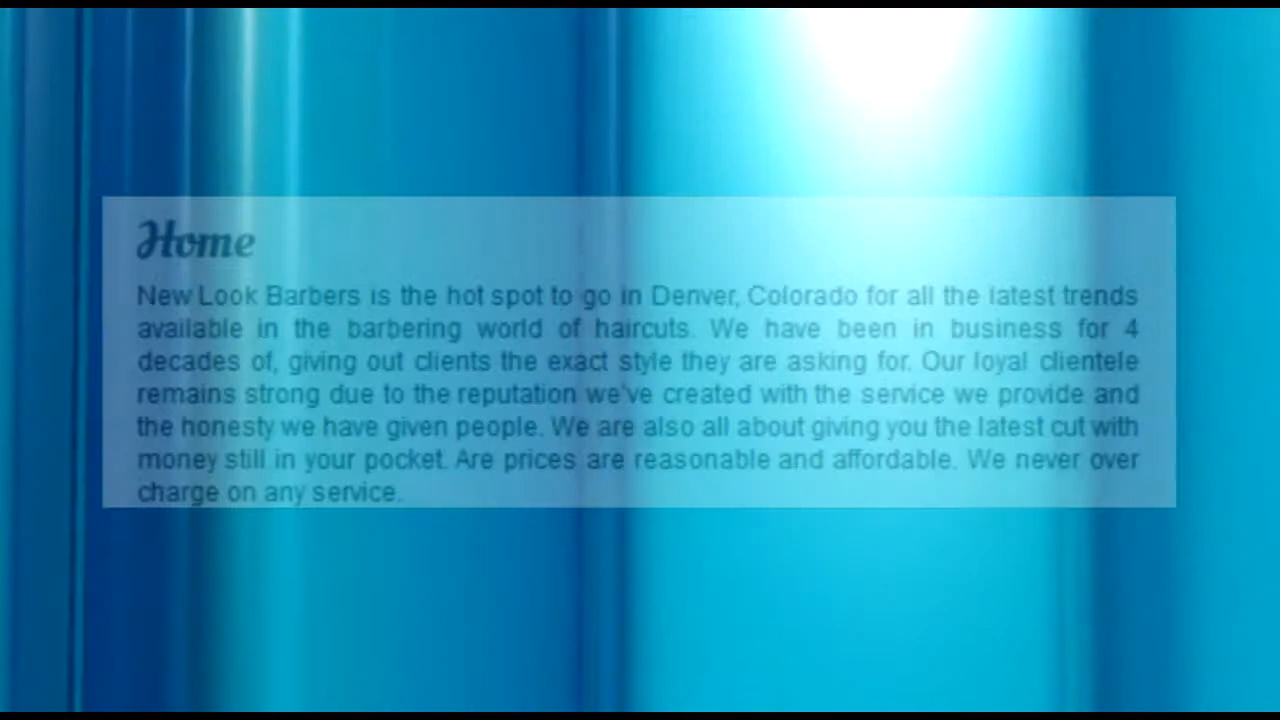 Home
New Look Barbers is the hot spot to go in Denver, Colorado for all the latest trends
available in the barbering world of haircuts. We have been in business for 4
decades of, giving out clients the exact style they are asking for. Our loyal clientele
remains strong due to the reputation we've created with the service we provide and
the honesty we have given people. We are also all about giving you the latest cut with
money still in your pocket. Are prices are reasonable and affordable. We never over
charge on any service.